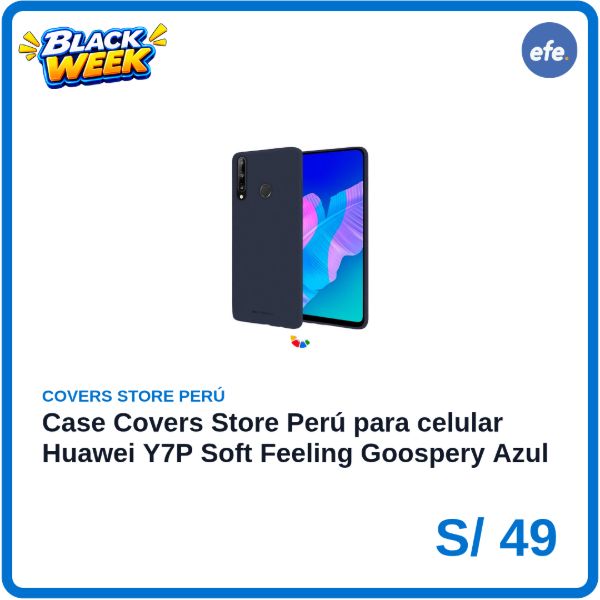 BLACK
WEEK
efe.
COVERS STORE PERÚ
Case Covers Store Perú para celular
Huawei Y7P Soft Feeling Goospery Azul
S/ 49